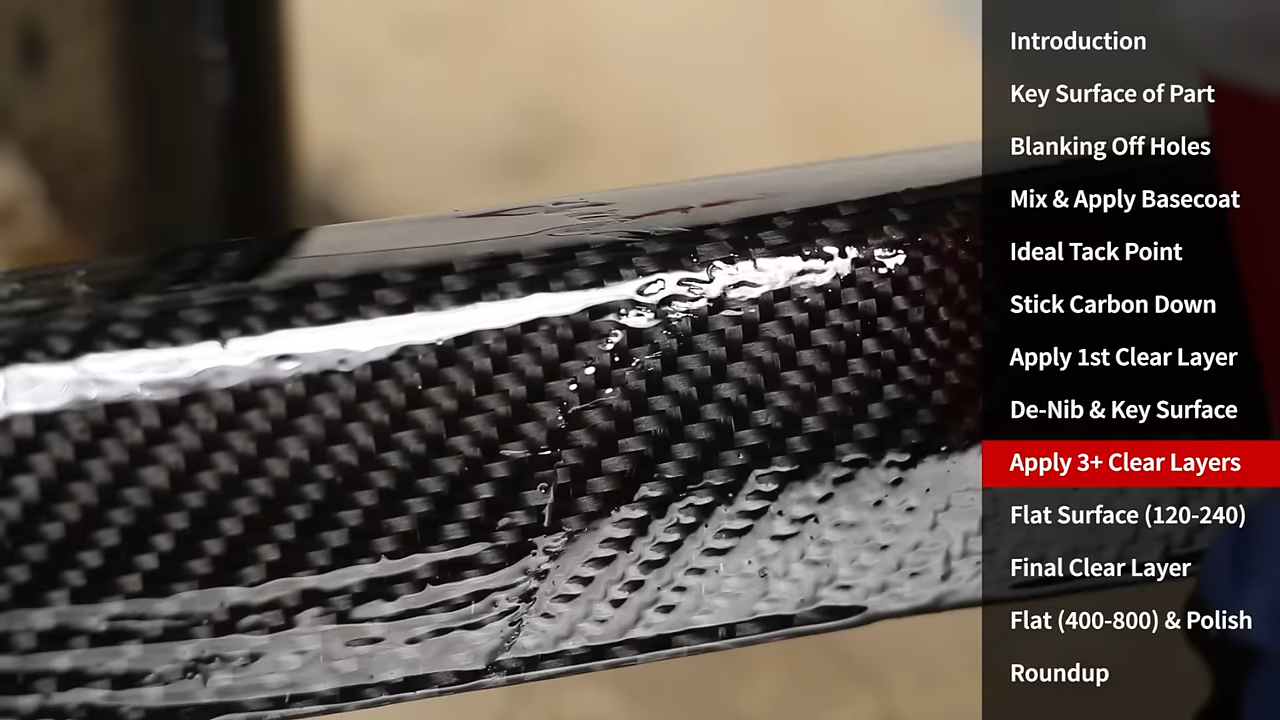 Introduction
Key Surface of Part
Blanking Off Holes
Mix & Apply Basecoat
Ideal Tack Point
Stick Carbon Down
Apply 1st Clear Layer
De-Nib & Key Surface
Apply 3+ Clear Layers
Flat Surface (120-240)
Final Clear Layer
Flat (400-800) & Polish
Roundup